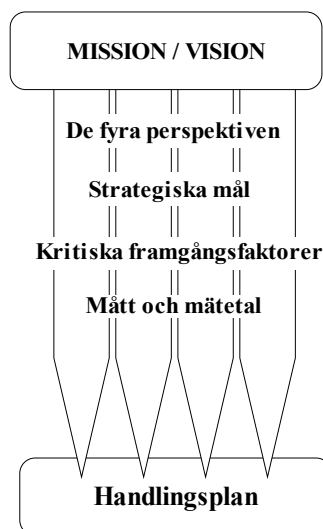 MISSION / VISION
De fyra perspektiven
Strategiska mål
Kritiska framgångsfaktorer
Mått och mätetal
Handlingsplan